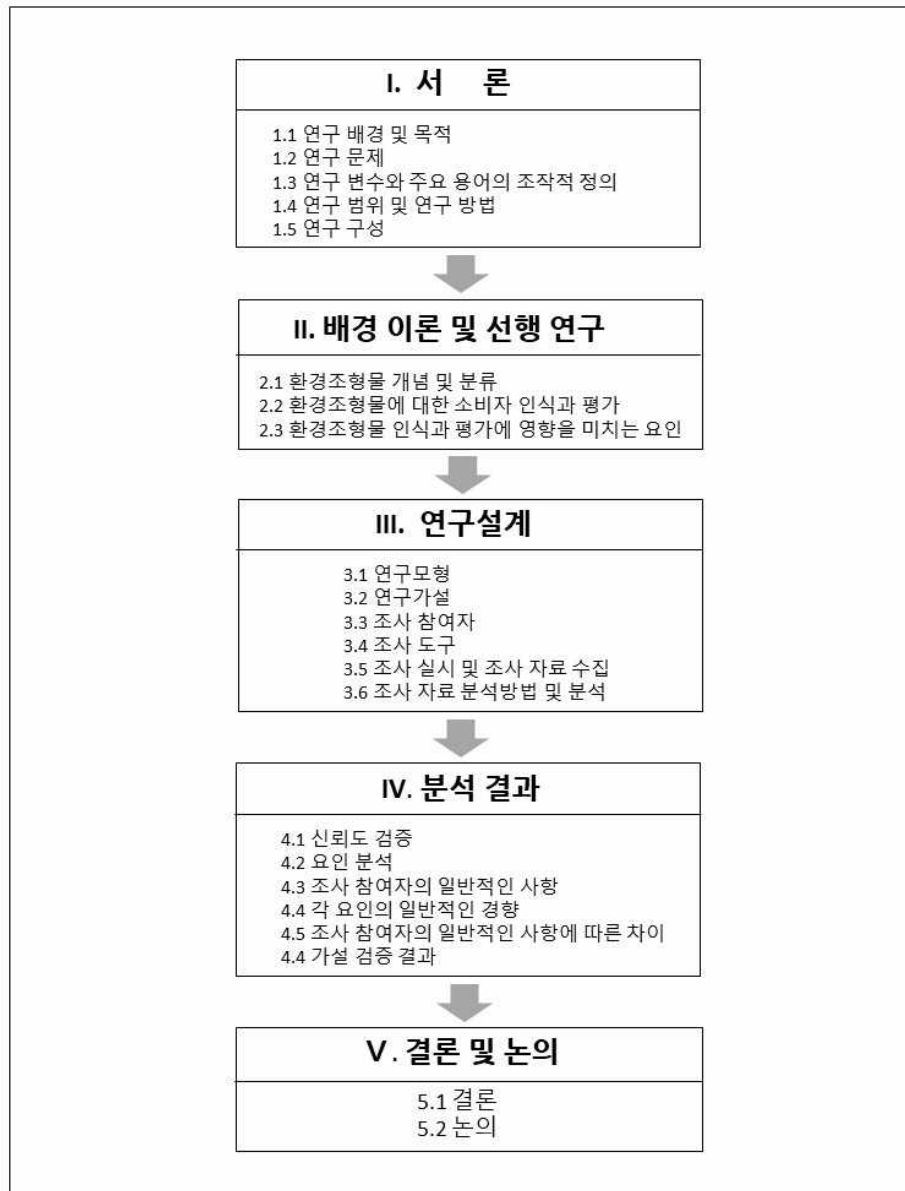 I. 서 론
1.1 연구 배경 및 목적
1.2 연구 문제
1.3 연구 변수와 주요 용어의 조작적 정의
1.4 연구 범위 및 연구 방법
1.5 연구 구성
II. 배경 이론 및 선행 연구
2.1 환경조형물 개념 및 분류
2.2 환경조형물에 대한 소비자 인식과 평가
2.3 환경조형물 인식과 평가에 영향을 미치는 요인
III. 연구설계
3.1 연구모형
3.2 연구가설
3.3 조사 참여자
3.4 조사 도구
3.5 조사 실시 및 조사 자료 수집
3.6 조사 자료 분석방법 및 분석
IV. 분석 결과
4.1 신뢰도 검증
4.2 요인 분석
4.3 조사 참여자의 일반적인 사항
4.4 각 요인의 일반적인 경향
4.5 조사 참여자의 일반적인 사항에 따른 차이
4.4 가설 검증 결과
V. 결론 및 논의
5.1 결론
5.2 논의